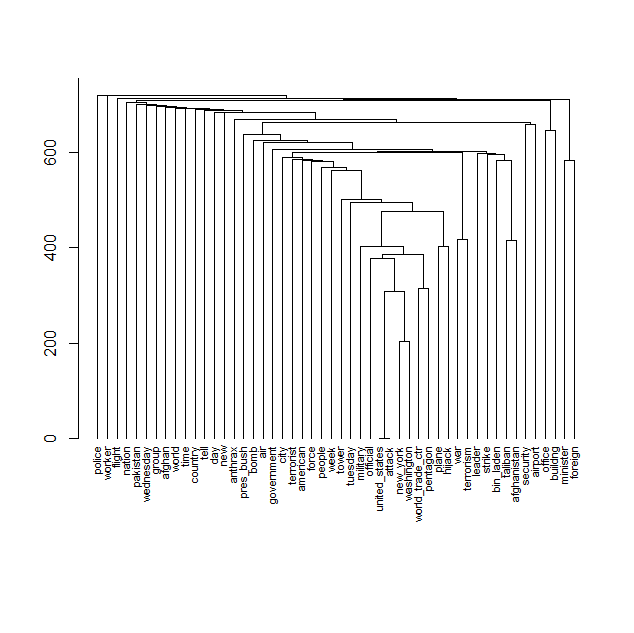 600
400
200
0
police
worker
flight
nation
pakistan
wednesday
group
afghan
world
time
country
tell
day
new
anthrax
pres_bush
bomb
air
government
city
terrorist
american
force
people
week
tower
tuesday
military
official
united_states
attack
new_york
washington
world_trade_ctr
pentagon
plane
hijack
war
terrorism
leader
strike
bin_laden
taliban
afghanistan
security
airport
office
buildng
minister
foreign